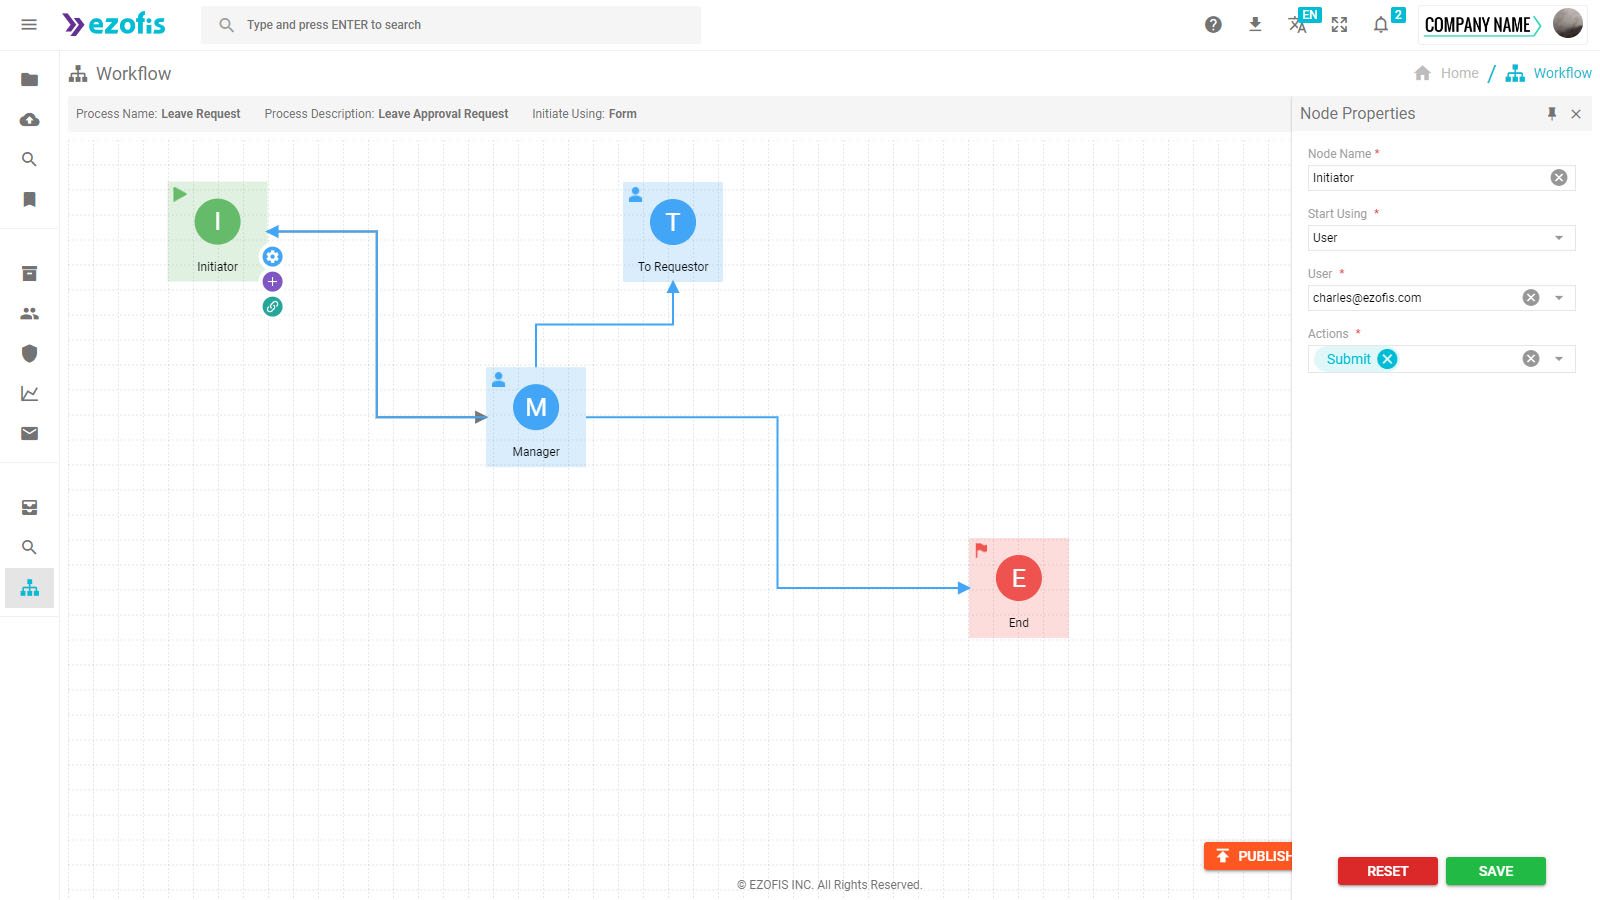 ezofis
Type and press ENTER to search
EN
2
COMPANY NAME
Workflow
Home / Workflow
Process Name: Leave Request Process Description: Leave Approval Request Initiate Using: Form
Node Properties
Node Name *
Initiator
Start Using *
User
User *
charles@ezofis.com
Actions *
Submit
I
Initiator
T
To Requestor
M
Manager
E
End
PUBLISH
RESET
SAVE
© EZOFIS INC. All Rights Reserved.